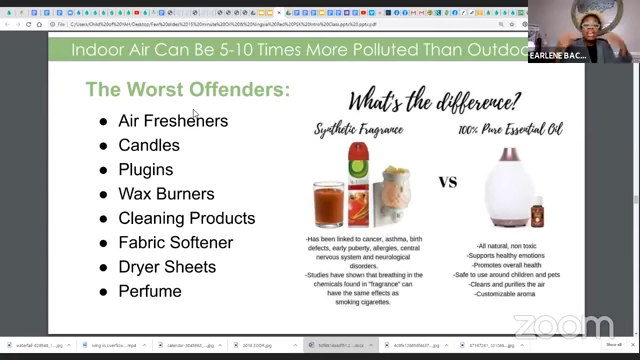 Indoor Air Can Be 5-10 Times More Polluted Than Outdo
EARLENE BAC...
The Worst Offenders:
● Air Fresheners
● Candles
● Plugins
● Wax Burners
● Cleaning Products
● Fabric Softener
● Dryer Sheets
● Perfume
What's the difference?
Synthetic Fragrance
100% Pure Essential Oil
VS
-Has been linked to cancer, asthma, birth
defects, early puberty, allergies, central
nervous system and neurological
disorders.
-Studies have shown that breathing in the
chemicals found in "fragrance" can
have the same effects as
smoking cigarettes.
-All natural, non toxic
-Supports healthy emotions
-Promotes overall health
-Safe to use around children and pets
-Cleans and purifies the air
-Customizable aroma
zoom
Show all